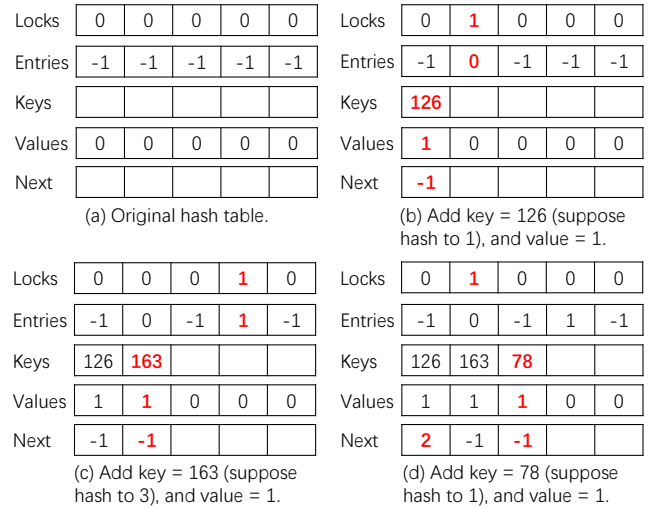 Locks 0 0 0 0 0
Entries -1 -1 -1 -1 -1
Keys
Values 0 0 0 0 0
Next
(a) Original hash table.
Locks 0 1 0 0 0
Entries -1 0 -1 -1 -1
Keys 126
Values 1 0 0 0 0
Next -1
(b) Add key = 126 (suppose
hash to 1), and value = 1.
Locks 0 0 0 1 0
Entries -1 0 -1 1 -1
Keys 126 163
Values 1 1 0 0 0
Next -1 -1
(c) Add key = 163 (suppose
hash to 3), and value = 1.
Locks 0 1 0 0 0
Entries -1 0 -1 1 -1
Keys 126 163 78
Values 1 1 1 0 0
Next 2 -1 -1
(d) Add key = 78 (suppose
hash to 1), and value = 1.